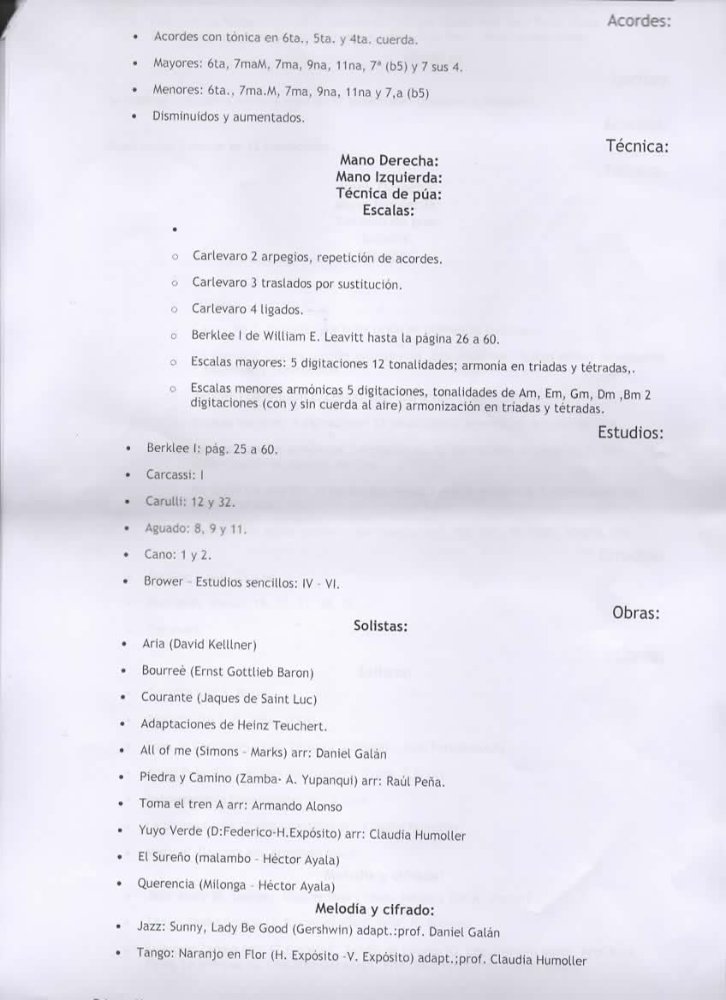 Acordes:
• Acordes con tónica en 6ta., 5ta. y 4ta. cuerda.
• Mayores: 6ta, 7maM, 7ma, 9na, 11na, 7ª (b5) y 7 sus 4.
• Menores: 6ta., 7ma.M, 7ma, 9na, 11na y 7,a (b5)
• Disminuidos y aumentados.
Técnica:
Mano Derecha:
Mano Izquierda:
Técnica de púa:
Escalas:
•
o Carlevaro 2 arpegios, repetición de acordes.
o Carlevaro 3 traslados por sustitución.
o Carlevaro 4 ligados.
o Berklee I de William E. Leavitt hasta la página 26 a 60.
o Escalas mayores: 5 digitaciones 12 tonalidades; armonía en triadas y tétradas,.
o Escalas menores armónicas 5 digitaciones, tonalidades de Am, Em, Gm, Dm ,Bm 2
digitaciones (con y sin cuerda al aire) armonización en tríadas y tétradas.
Estudios:
• Berklee I: pág. 25 a 60.
• Carcassi: I
• Carulli: 12 y 32.
• Aguado: 8, 9 y 11.
• Cano: 1 y 2.
• Brower - Estudios sencillos: IV - VI.
Obras:
Solistas:
• Aria (David Kelllner)
• Bourreè (Ernst Gottlieb Baron)
• Courante (Jaques de Saint Luc)
• Adaptaciones de Heinz Teuchert.
• All of me (Simons - Marks) arr: Daniel Galán
• Piedra y Camino (Zamba- A. Yupanqui) arr: Raúl Peña.
• Toma el tren A arr: Armando Alonso
• Yuyo Verde (D:Federico-H.Expósito) arr: Claudia Humoller
• El Sureño (malambo - Héctor Ayala)
• Querencia (Milonga - Héctor Ayala)
Melodía y cifrado:
• Jazz: Sunny, Lady Be Good (Gershwin) adapt.:prof. Daniel Galán
• Tango: Naranjo en Flor (H. Expósito -V. Expósito) adapt.;prof. Claudia Humoller